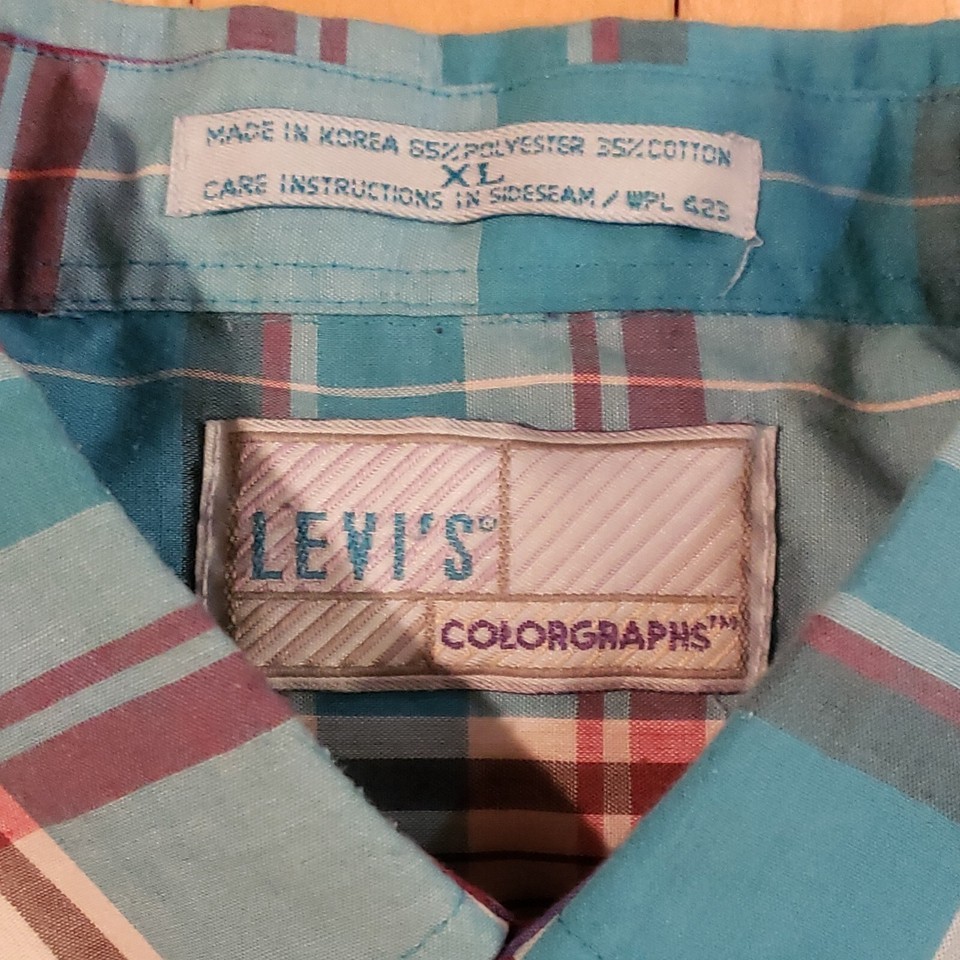 MADE IN KOREA 65% POLYESTER 35% COTTON
XL
CARE INSTRUCTIONS IN SIDESEAM / WPL 423
LEVI'S®
COLORGRAPHS™